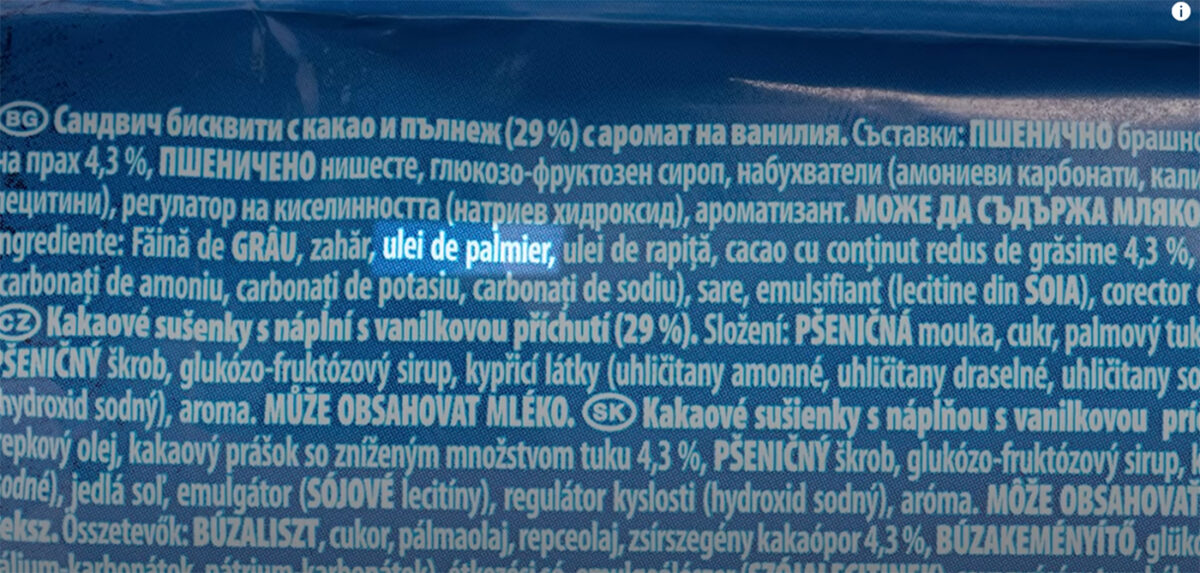 BG Сандвич бисквити с какао и пълнеж (29 %) с аромат на ванилия. Съставки: ПШЕНИЧНО брашно
на прах 4,3 %, ПШЕНИЧЕНО нишесте, глюкозо-фруктозен сироп, набухватели (амониеви карбонати,
лецитини), регулатор на киселинността (натриев хидроксид), ароматизант. МОЖЕ ДА СЪДЪРЖА МЛЯКО
ngrediente: Făină de GRÂU, zahăr, ulei de palmier, ulei de rapiță, cacao cu conținut redus de grăsime 4,3 %,
carbonați de amoniu, carbonați de potasiu, carbonați de sodiu), sare, emulsifiant (lecitine din SOIA), corector
CZ Kakaové sušenky s náplní s vanilkovou příchutí (29 %). Složení: PŠENIČNÁ mouka, cukr, palmový tuk
PŠENIČNÝ škrob, glukózo-fruktózový sirup, kypřicí látky (uhličitany amonné, uhličitany draselné, uhličitany
hydroxid sodný), aroma. MŮŽE OBSAHOVAT MLÉKO. SK Kakaové sušienky s náplňou s vanilkovou
repkový olej, kakaový prášok so zníženým množstvom tuku 4,3 %, PŠENIČNÝ škrob, glukózo-fruktózový sirup,
sodné), jedlá soľ, emulgátor (SÓJOVÉ lecitíny), regulátor kyslosti (hydroxid sodný), aróma. MÔŽE OBSAHOVAŤ
keksz. Összetevők: BÚZALISZT, cukor, pálmaolaj, repceolaj, zsírszegény kakaópor 4,3 %, BÚZAKEMÉNYÍTŐ,